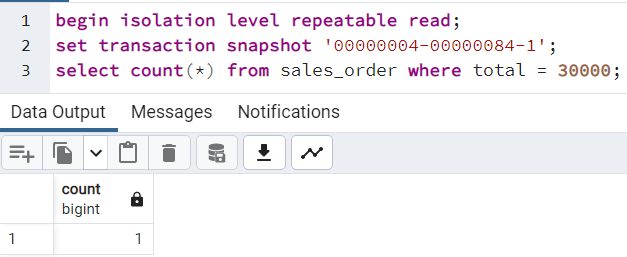 1 begin isolation level repeatable read;
2 set transaction snapshot '00000004-00000084-1';
3 select count(*) from sales_order where total = 30000;
Data Output Messages Notifications
count
bigint
1 1